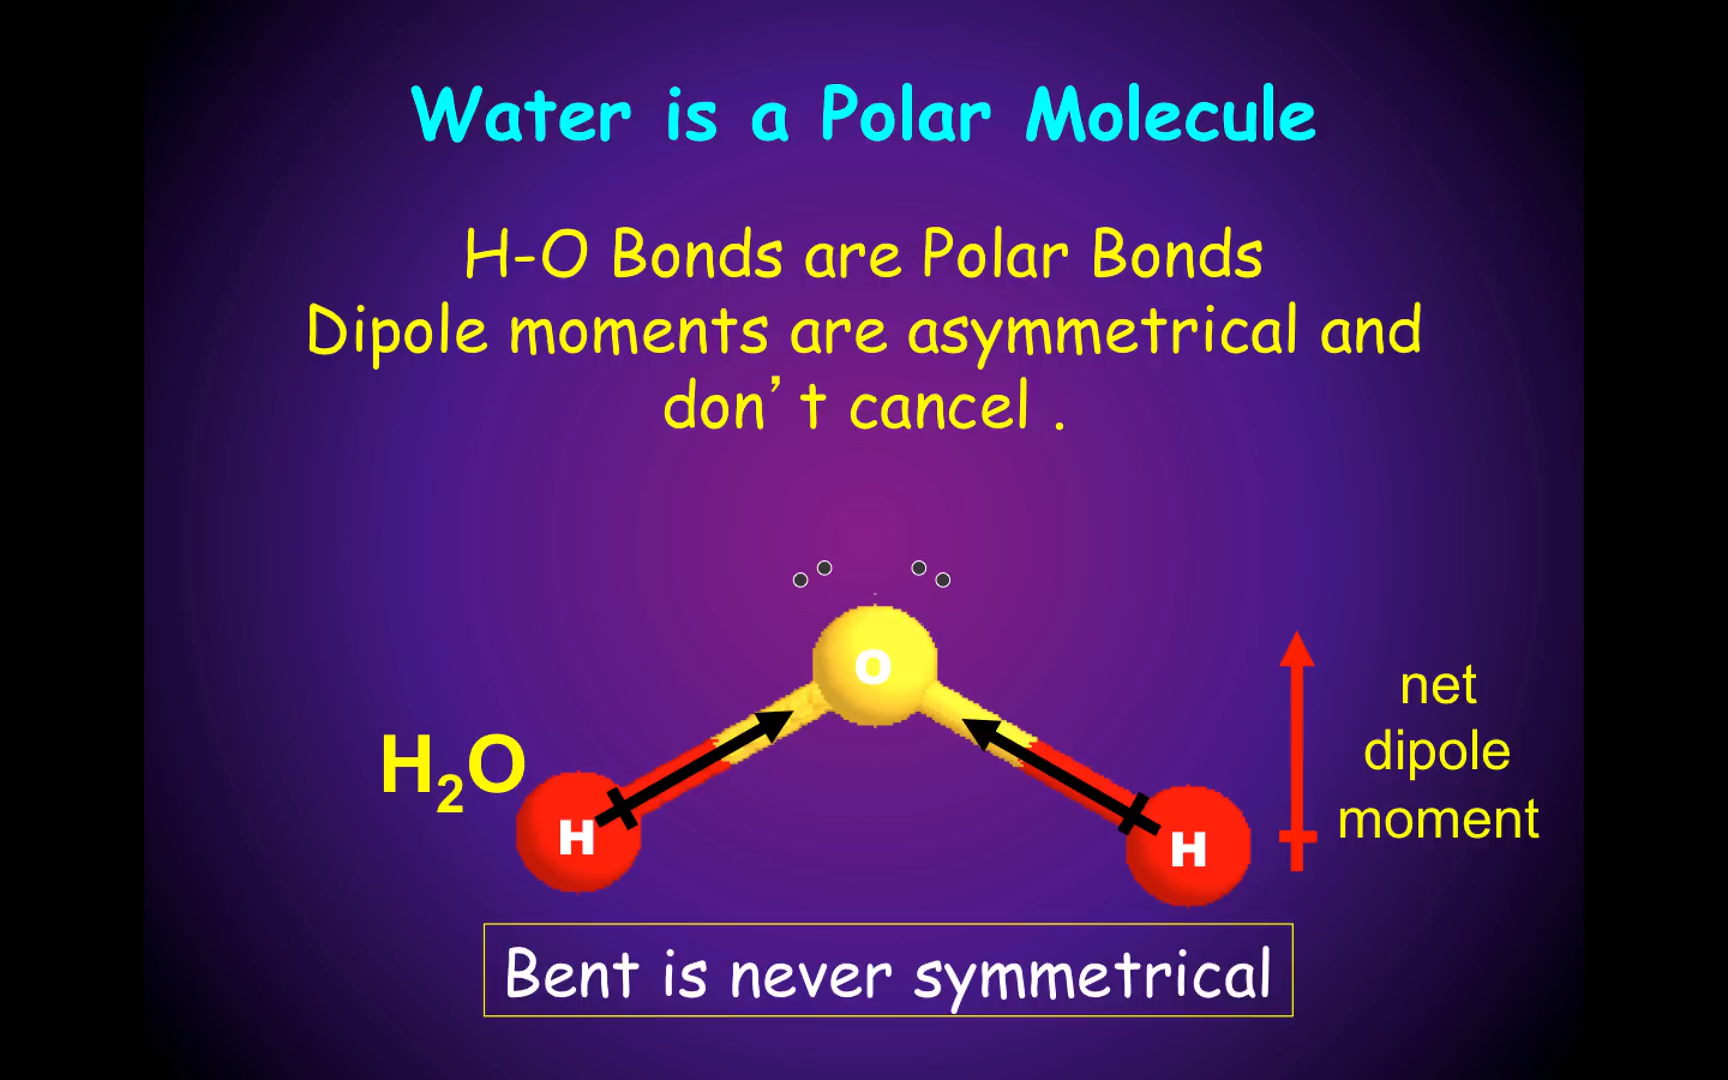 Water is a Polar Molecule
H-O Bonds are Polar Bonds
Dipole moments are asymmetrical and
don’t cancel .
O
H₂O
H
H
net
dipole
moment
Bent is never symmetrical